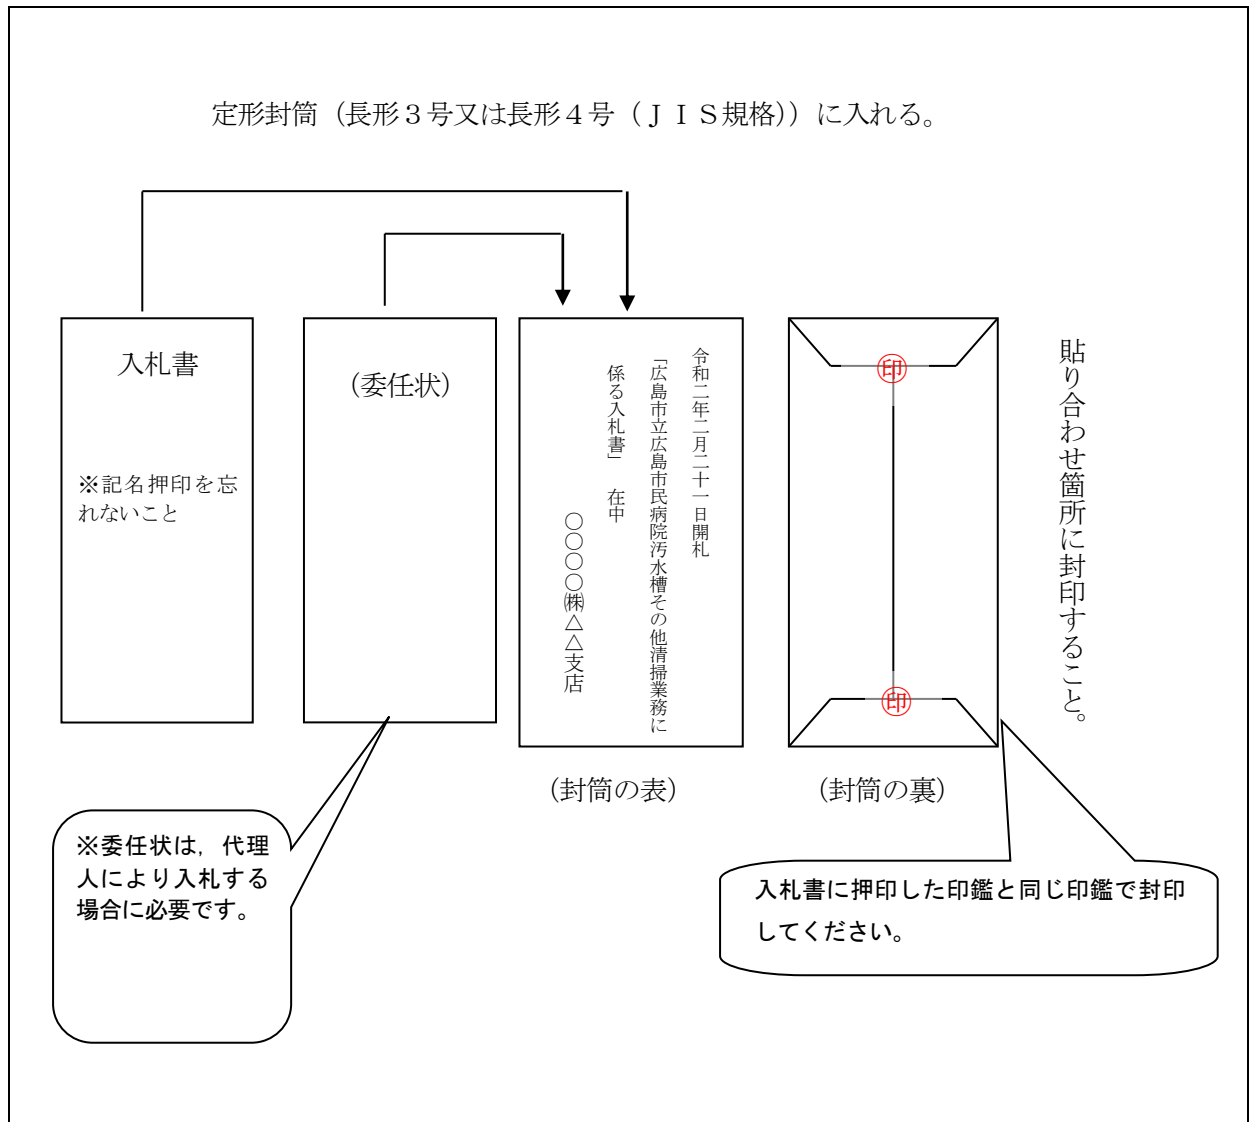 定形封筒（長形３号又は長形４号（ＪＩＳ規格））に入れる。
入札書
※記名押印を忘
れないこと
（委任状）
令和二年二月二十一日開札
「広島市立広島市民病院汚水槽その他清掃業務に
係る入札書」　在中
〇〇〇〇㈱△△支店
印
印
貼り合わせ箇所に封印すること。
（封筒の表）
（封筒の裏）
※委任状は，代理
人により入札する
場合に必要です。
入札書に押印した印鑑と同じ印鑑で封印
してください。